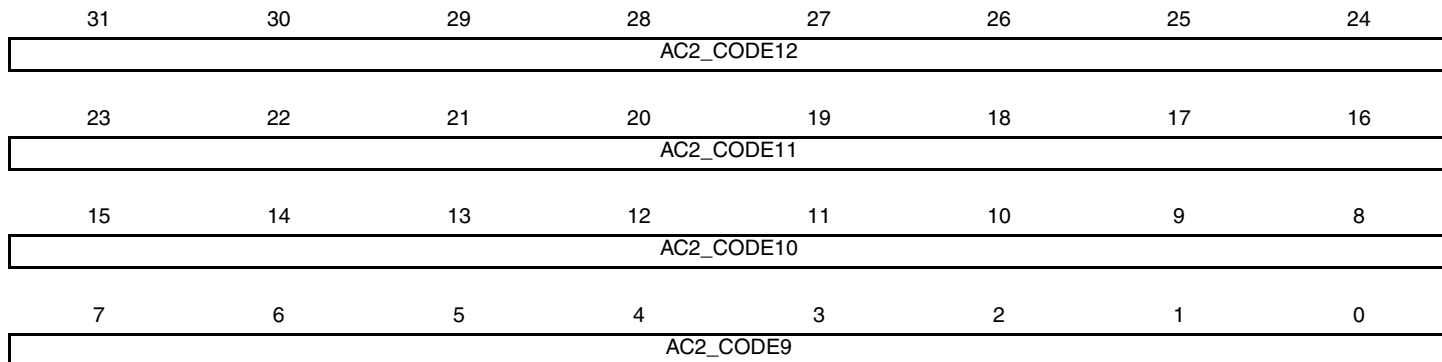 31 30 29 28 27 26 25 24
AC2_CODE12
23 22 21 20 19 18 17 16
AC2_CODE11
15 14 13 12 11 10 9 8
AC2_CODE10
7 6 5 4 3 2 1 0
AC2_CODE9